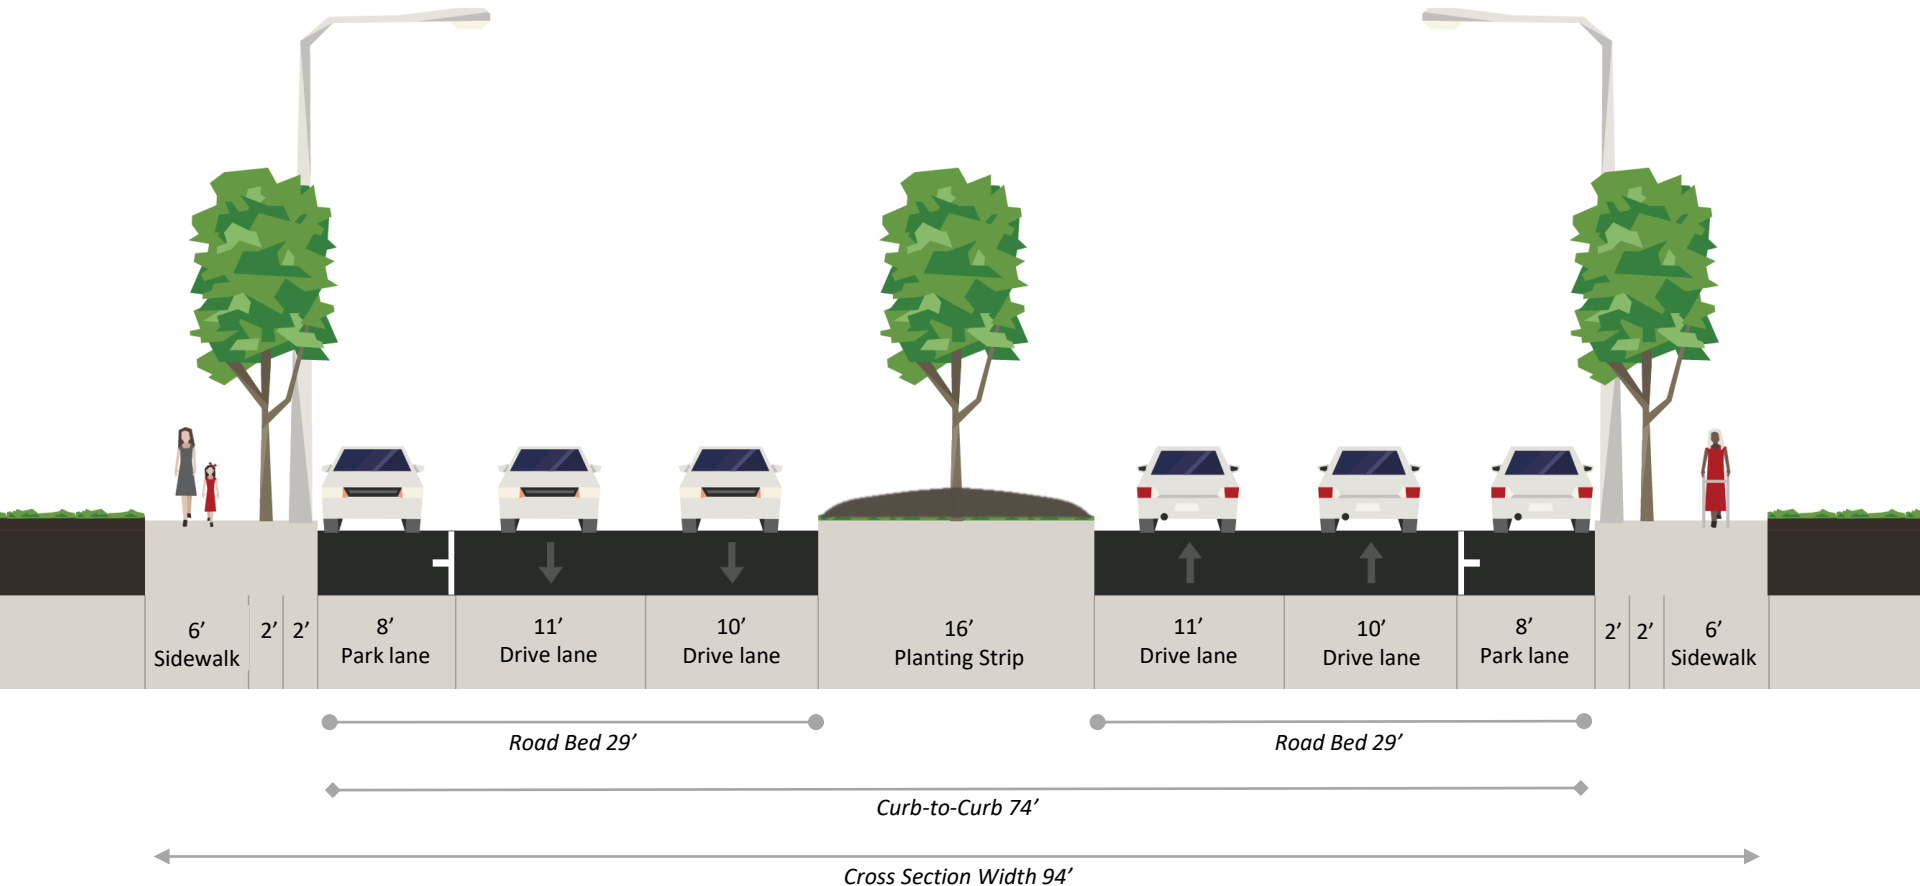 6’
Sidewalk
2’
2’
8’
Park lane
11’
Drive lane
10’
Drive lane
16’
Planting Strip
11’
Drive lane
10’
Drive lane
8’
Park lane
2’
2’
6’
Sidewalk
Road Bed 29’
Road Bed 29’
Curb-to-Curb 74’
Cross Section Width 94’